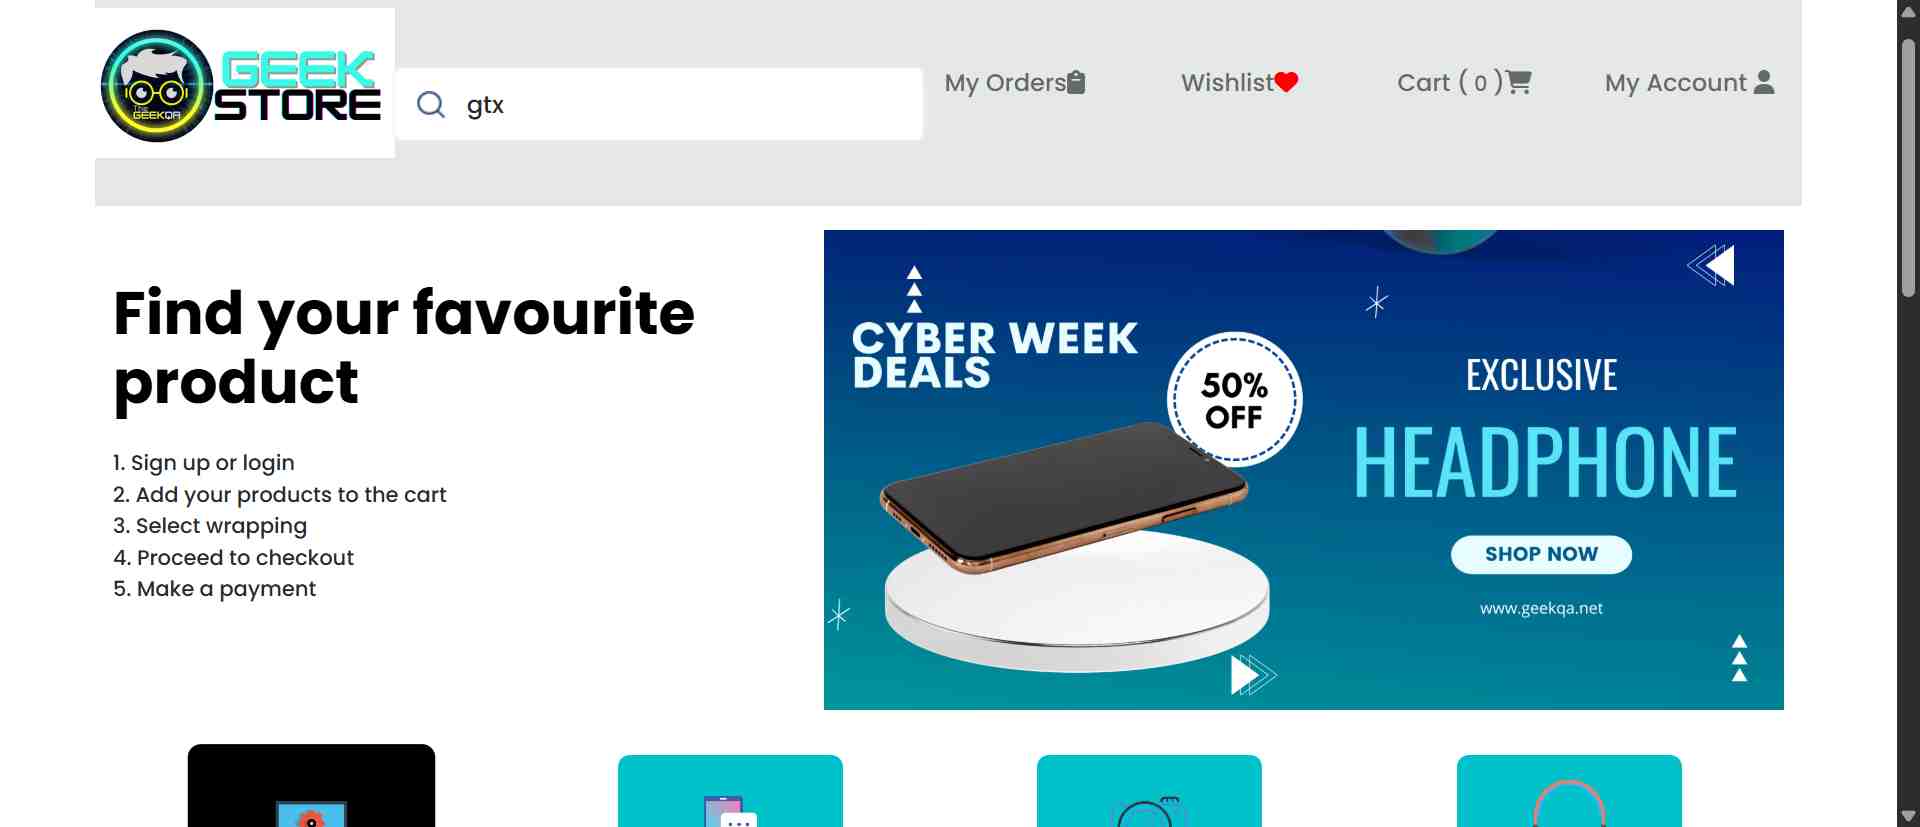 The
GEEKQA
GEEK
STORE
gtx
My Orders
Wishlist
Cart ( 0 )
My Account
Find your favourite
product
1. Sign up or login
2. Add your products to the cart
3. Select wrapping
4. Proceed to checkout
5. Make a payment
CYBER WEEK
DEALS
50%
OFF
EXCLUSIVE
HEADPHONE
SHOP NOW
www.geekqa.net